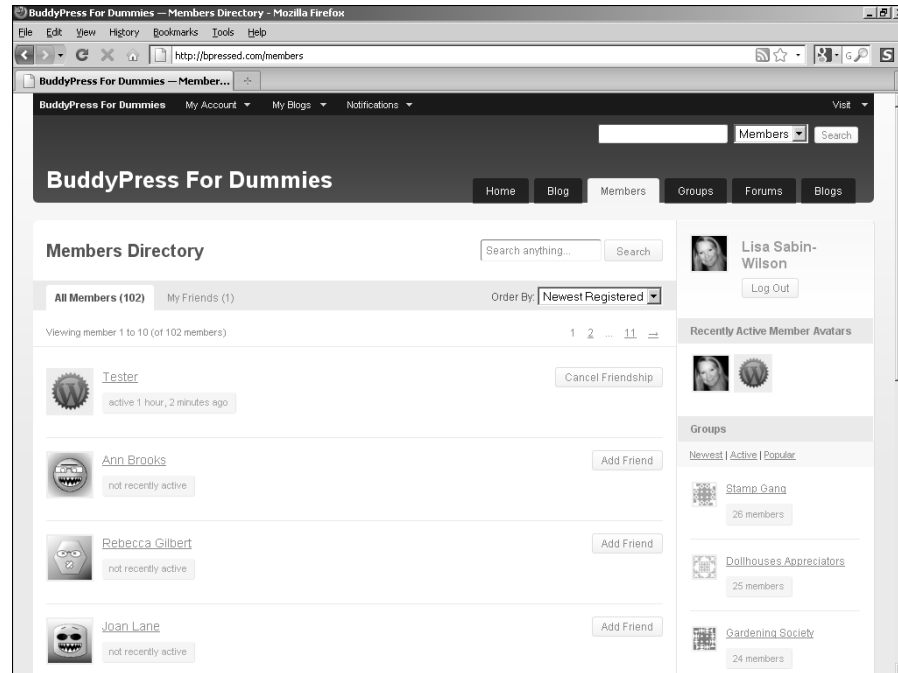 BuddyPress For Dummies — Members Directory - Mozilla Firefox
File Edit View History Bookmarks Tools Help
http://bpressed.com/members
BuddyPress For Dummies — Member...
BuddyPress For Dummies My Account My Blogs Notifications Visit
Members Search
BuddyPress For Dummies
Home Blog Members Groups Forums Blogs
Members Directory
Search anything... Search
All Members (102) My Friends (1) Order By: Newest Registered
Viewing member 1 to 10 (of 102 members) 1 2 ... 11 →
Tester
active 1 hour, 2 minutes ago
Cancel Friendship
Ann Brooks
not recently active
Add Friend
Rebecca Gilbert
not recently active
Add Friend
Joan Lane
not recently active
Add Friend
Lisa Sabin-
Wilson
Log Out
Recently Active Member Avatars
Groups
Newest | Active | Popular
Stamp Gang
26 members
Dollhouses Appreciators
25 members
Gardening Society
24 members